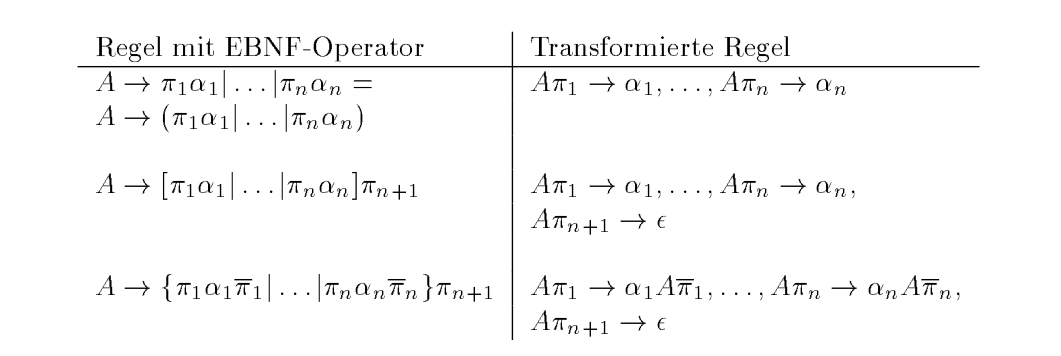 Regel mit EBNF-Operator Transformierte Regel
A → π₁α₁| . . . |πₙαₙ = Aπ₁ → α₁, . . . , Aπₙ → αₙ
A → (π₁α₁| . . . |πₙαₙ)
A → [π₁α₁| . . . |πₙαₙ]πₙ₊₁ Aπ₁ → α₁, . . . , Aπₙ → αₙ,
Aπₙ₊₁ → ϵ
A → {π₁α₁π̅₁| . . . |πₙαₙπ̅ₙ}πₙ₊₁ Aπ₁ → α₁Aπ̅₁, . . . , Aπₙ → αₙAπ̅ₙ,
Aπₙ₊₁ → ϵ